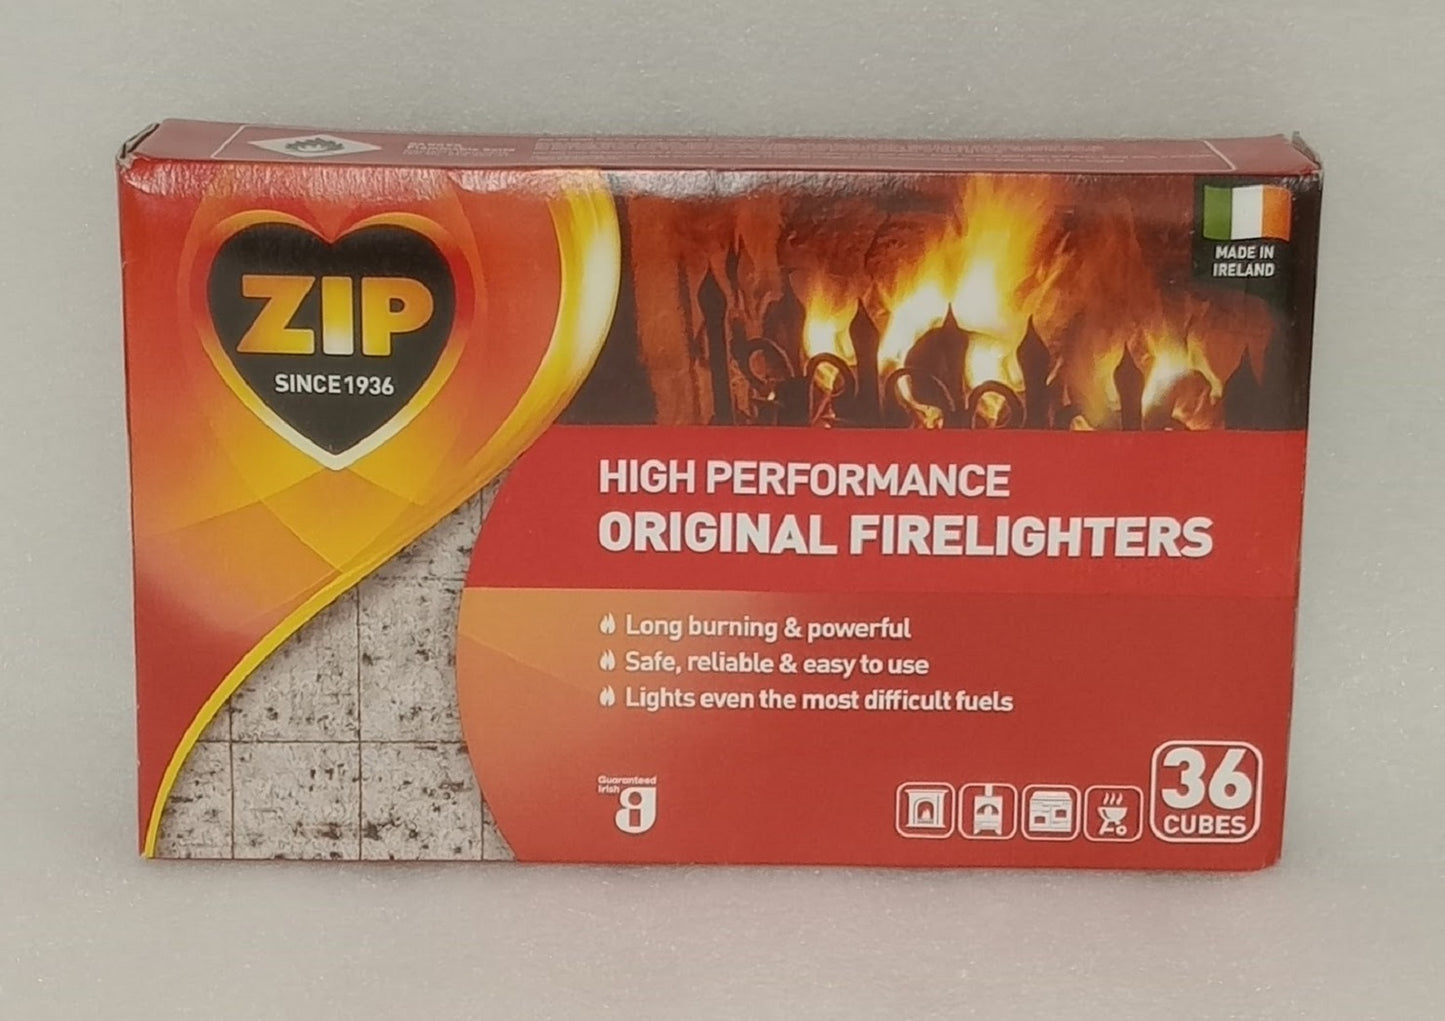 ZIP
SINCE 1936
MADE IN
IRELAND
HIGH PERFORMANCE
ORIGINAL FIRELIGHTERS
Long burning & powerful
Safe, reliable & easy to use
Lights even the most difficult fuels
Guaranteed
Irish
36
CUBES